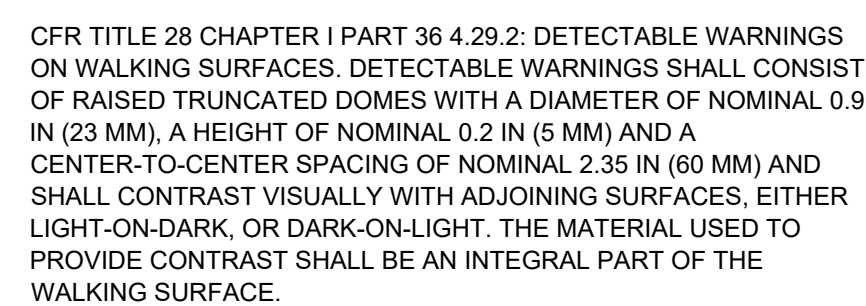 CFR TITLE 28 CHAPTER I PART 36 4.29.2: DETECTABLE WARNINGS
ON WALKING SURFACES. DETECTABLE WARNINGS SHALL CONSIST
OF RAISED TRUNCATED DOMES WITH A DIAMETER OF NOMINAL 0.9
IN (23 MM), A HEIGHT OF NOMINAL 0.2 IN (5 MM) AND A
CENTER-TO-CENTER SPACING OF NOMINAL 2.35 IN (60 MM) AND
SHALL CONTRAST VISUALLY WITH ADJOINING SURFACES, EITHER
LIGHT-ON-DARK, OR DARK-ON-LIGHT. THE MATERIAL USED TO
PROVIDE CONTRAST SHALL BE AN INTEGRAL PART OF THE
WALKING SURFACE.